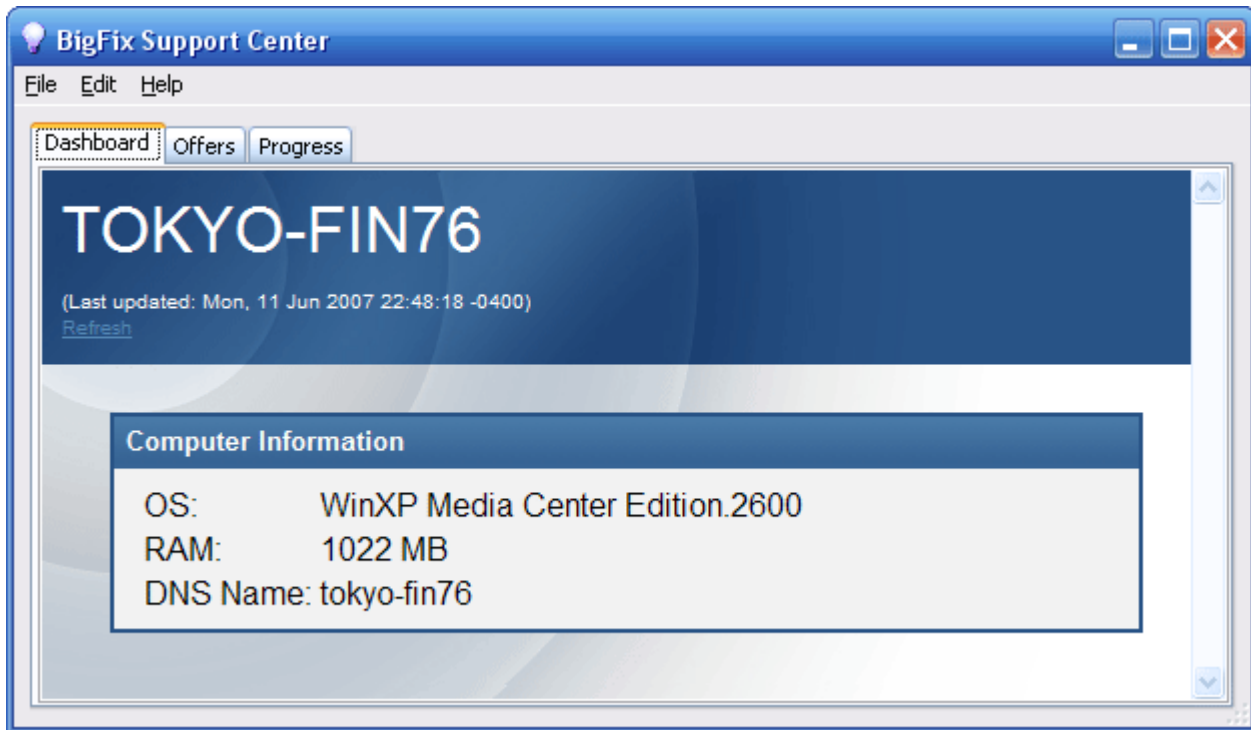 BigFix Support Center
File Edit Help
Dashboard Offers Progress
TOKYO-FIN76
(Last updated: Mon, 11 Jun 2007 22:48:18 -0400)
Refresh
Computer Information
OS: WinXP Media Center Edition.2600
RAM: 1022 MB
DNS Name: tokyo-fin76